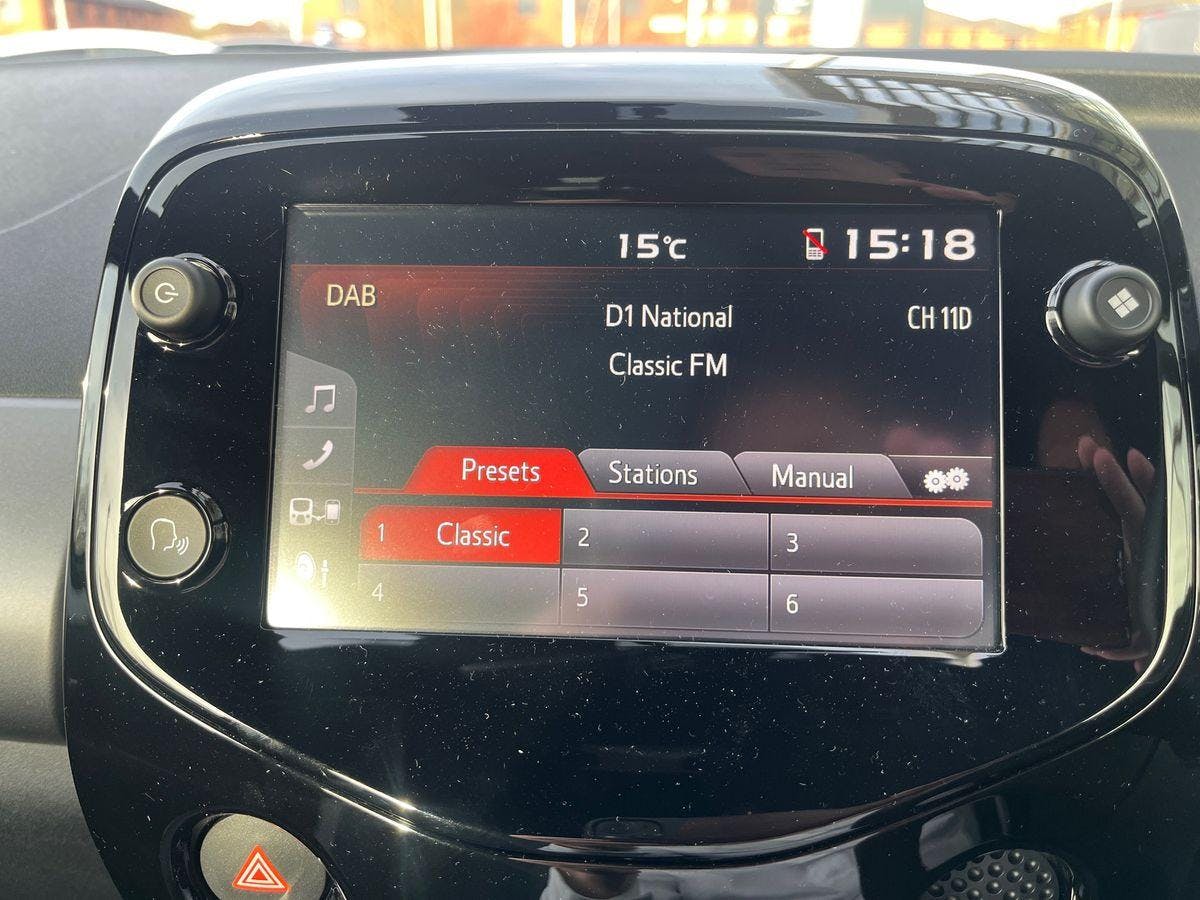 15°C 15:18
DAB
D1 National CH 11D
Classic FM
Presets Stations Manual
1 Classic 2 3
4 5 6